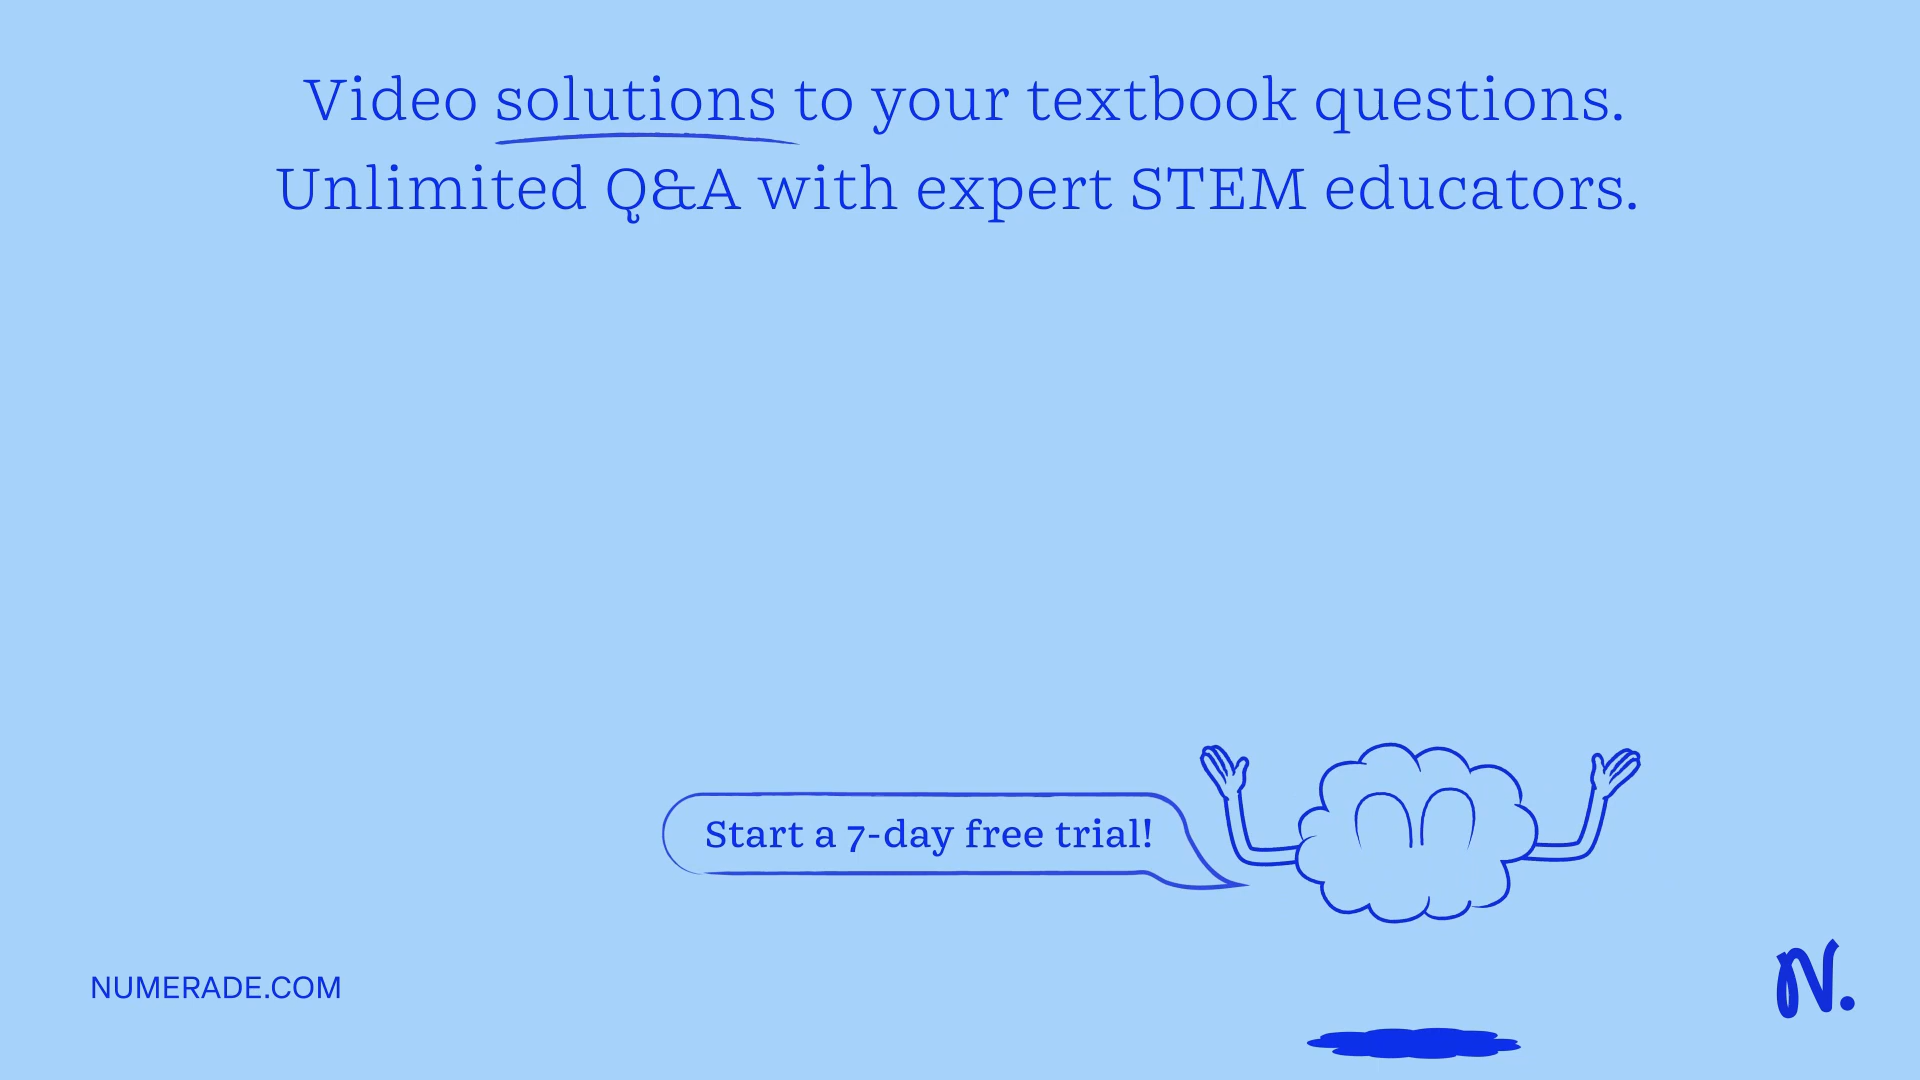 Video solutions to your textbook questions.
Unlimited Q&A with expert STEM educators.
Start a 7-day free trial!
NUMERADE.COM
N.